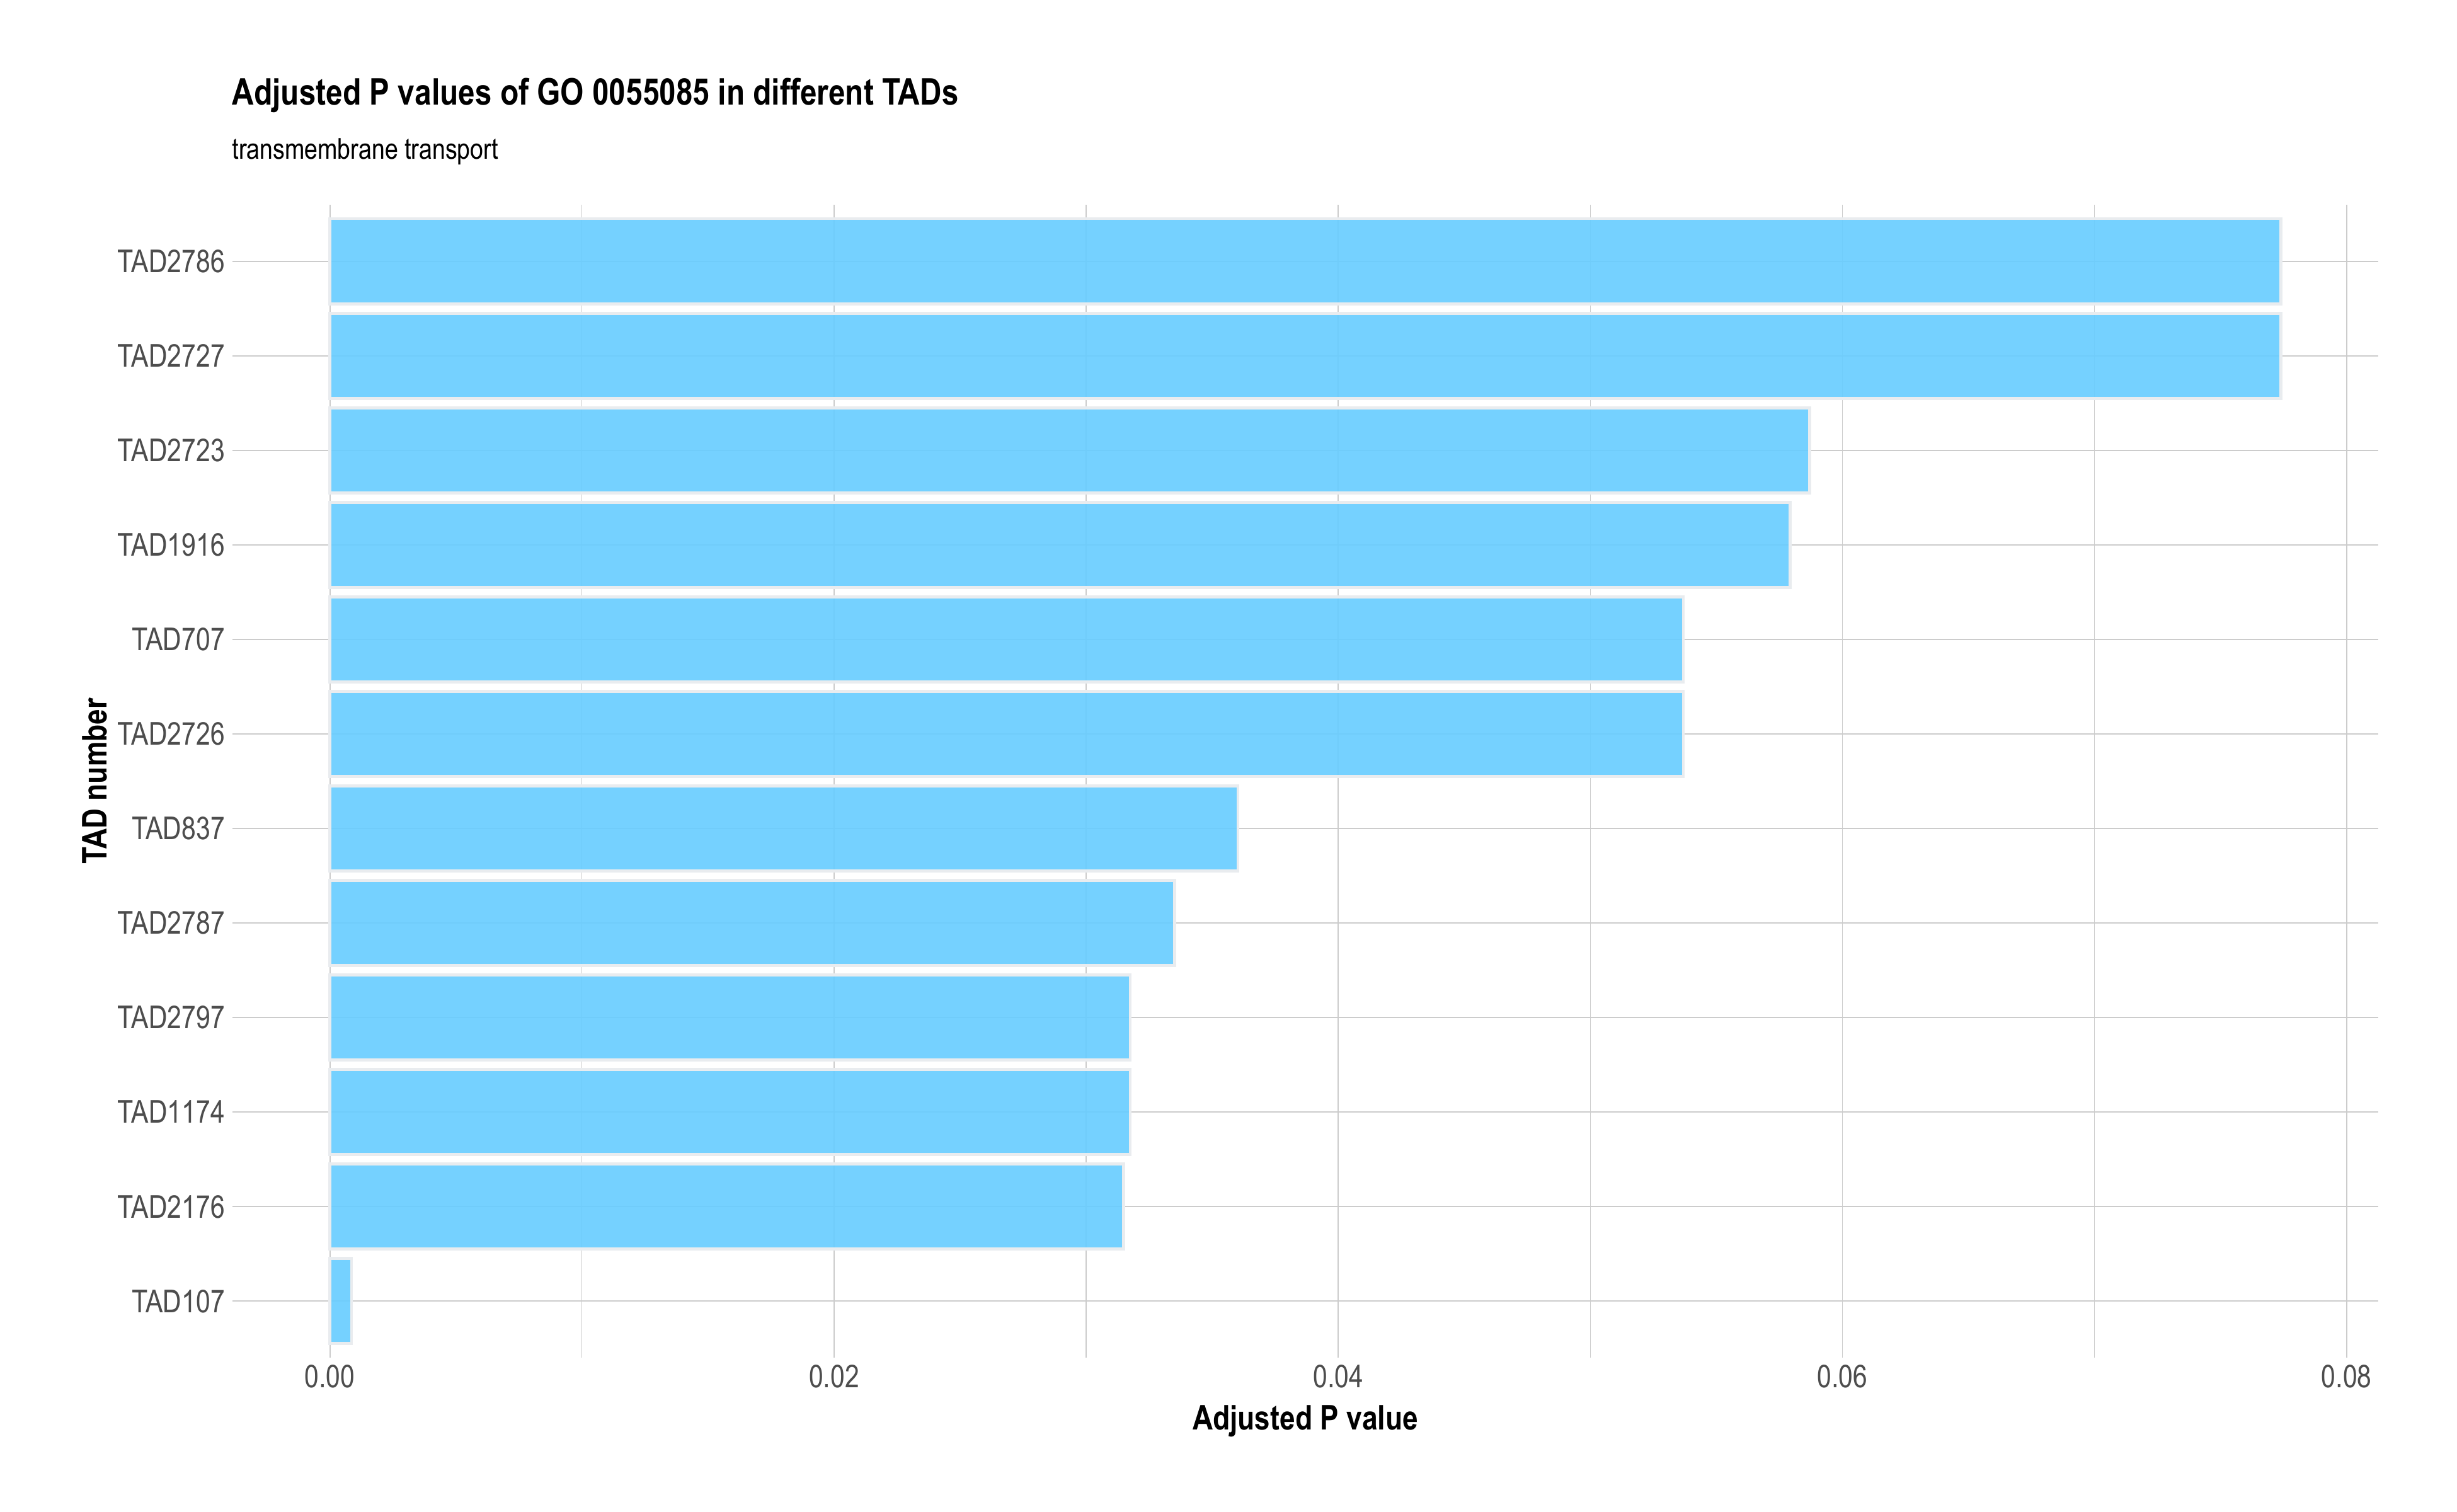 Adjusted P values of GO 0055085 in different TADs
transmembrane transport
TAD number
TAD2786
TAD2727
TAD2723
TAD1916
TAD707
TAD2726
TAD837
TAD2787
TAD2797
TAD1174
TAD2176
TAD107
0.00 0.02 0.04 0.06 0.08
Adjusted P value